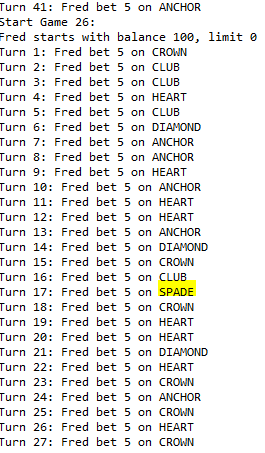 Turn 41: Fred bet 5 on ANCHOR
Start Game 26:
Fred starts with balance 100, limit 0
Turn 1: Fred bet 5 on CROWN
Turn 2: Fred bet 5 on CLUB
Turn 3: Fred bet 5 on CLUB
Turn 4: Fred bet 5 on HEART
Turn 5: Fred bet 5 on CLUB
Turn 6: Fred bet 5 on DIAMOND
Turn 7: Fred bet 5 on ANCHOR
Turn 8: Fred bet 5 on ANCHOR
Turn 9: Fred bet 5 on HEART
Turn 10: Fred bet 5 on ANCHOR
Turn 11: Fred bet 5 on HEART
Turn 12: Fred bet 5 on HEART
Turn 13: Fred bet 5 on ANCHOR
Turn 14: Fred bet 5 on DIAMOND
Turn 15: Fred bet 5 on CROWN
Turn 16: Fred bet 5 on CLUB
Turn 17: Fred bet 5 on SPADE
Turn 18: Fred bet 5 on CROWN
Turn 19: Fred bet 5 on HEART
Turn 20: Fred bet 5 on HEART
Turn 21: Fred bet 5 on DIAMOND
Turn 22: Fred bet 5 on HEART
Turn 23: Fred bet 5 on CROWN
Turn 24: Fred bet 5 on ANCHOR
Turn 25: Fred bet 5 on CROWN
Turn 26: Fred bet 5 on HEART
Turn 27: Fred bet 5 on CROWN